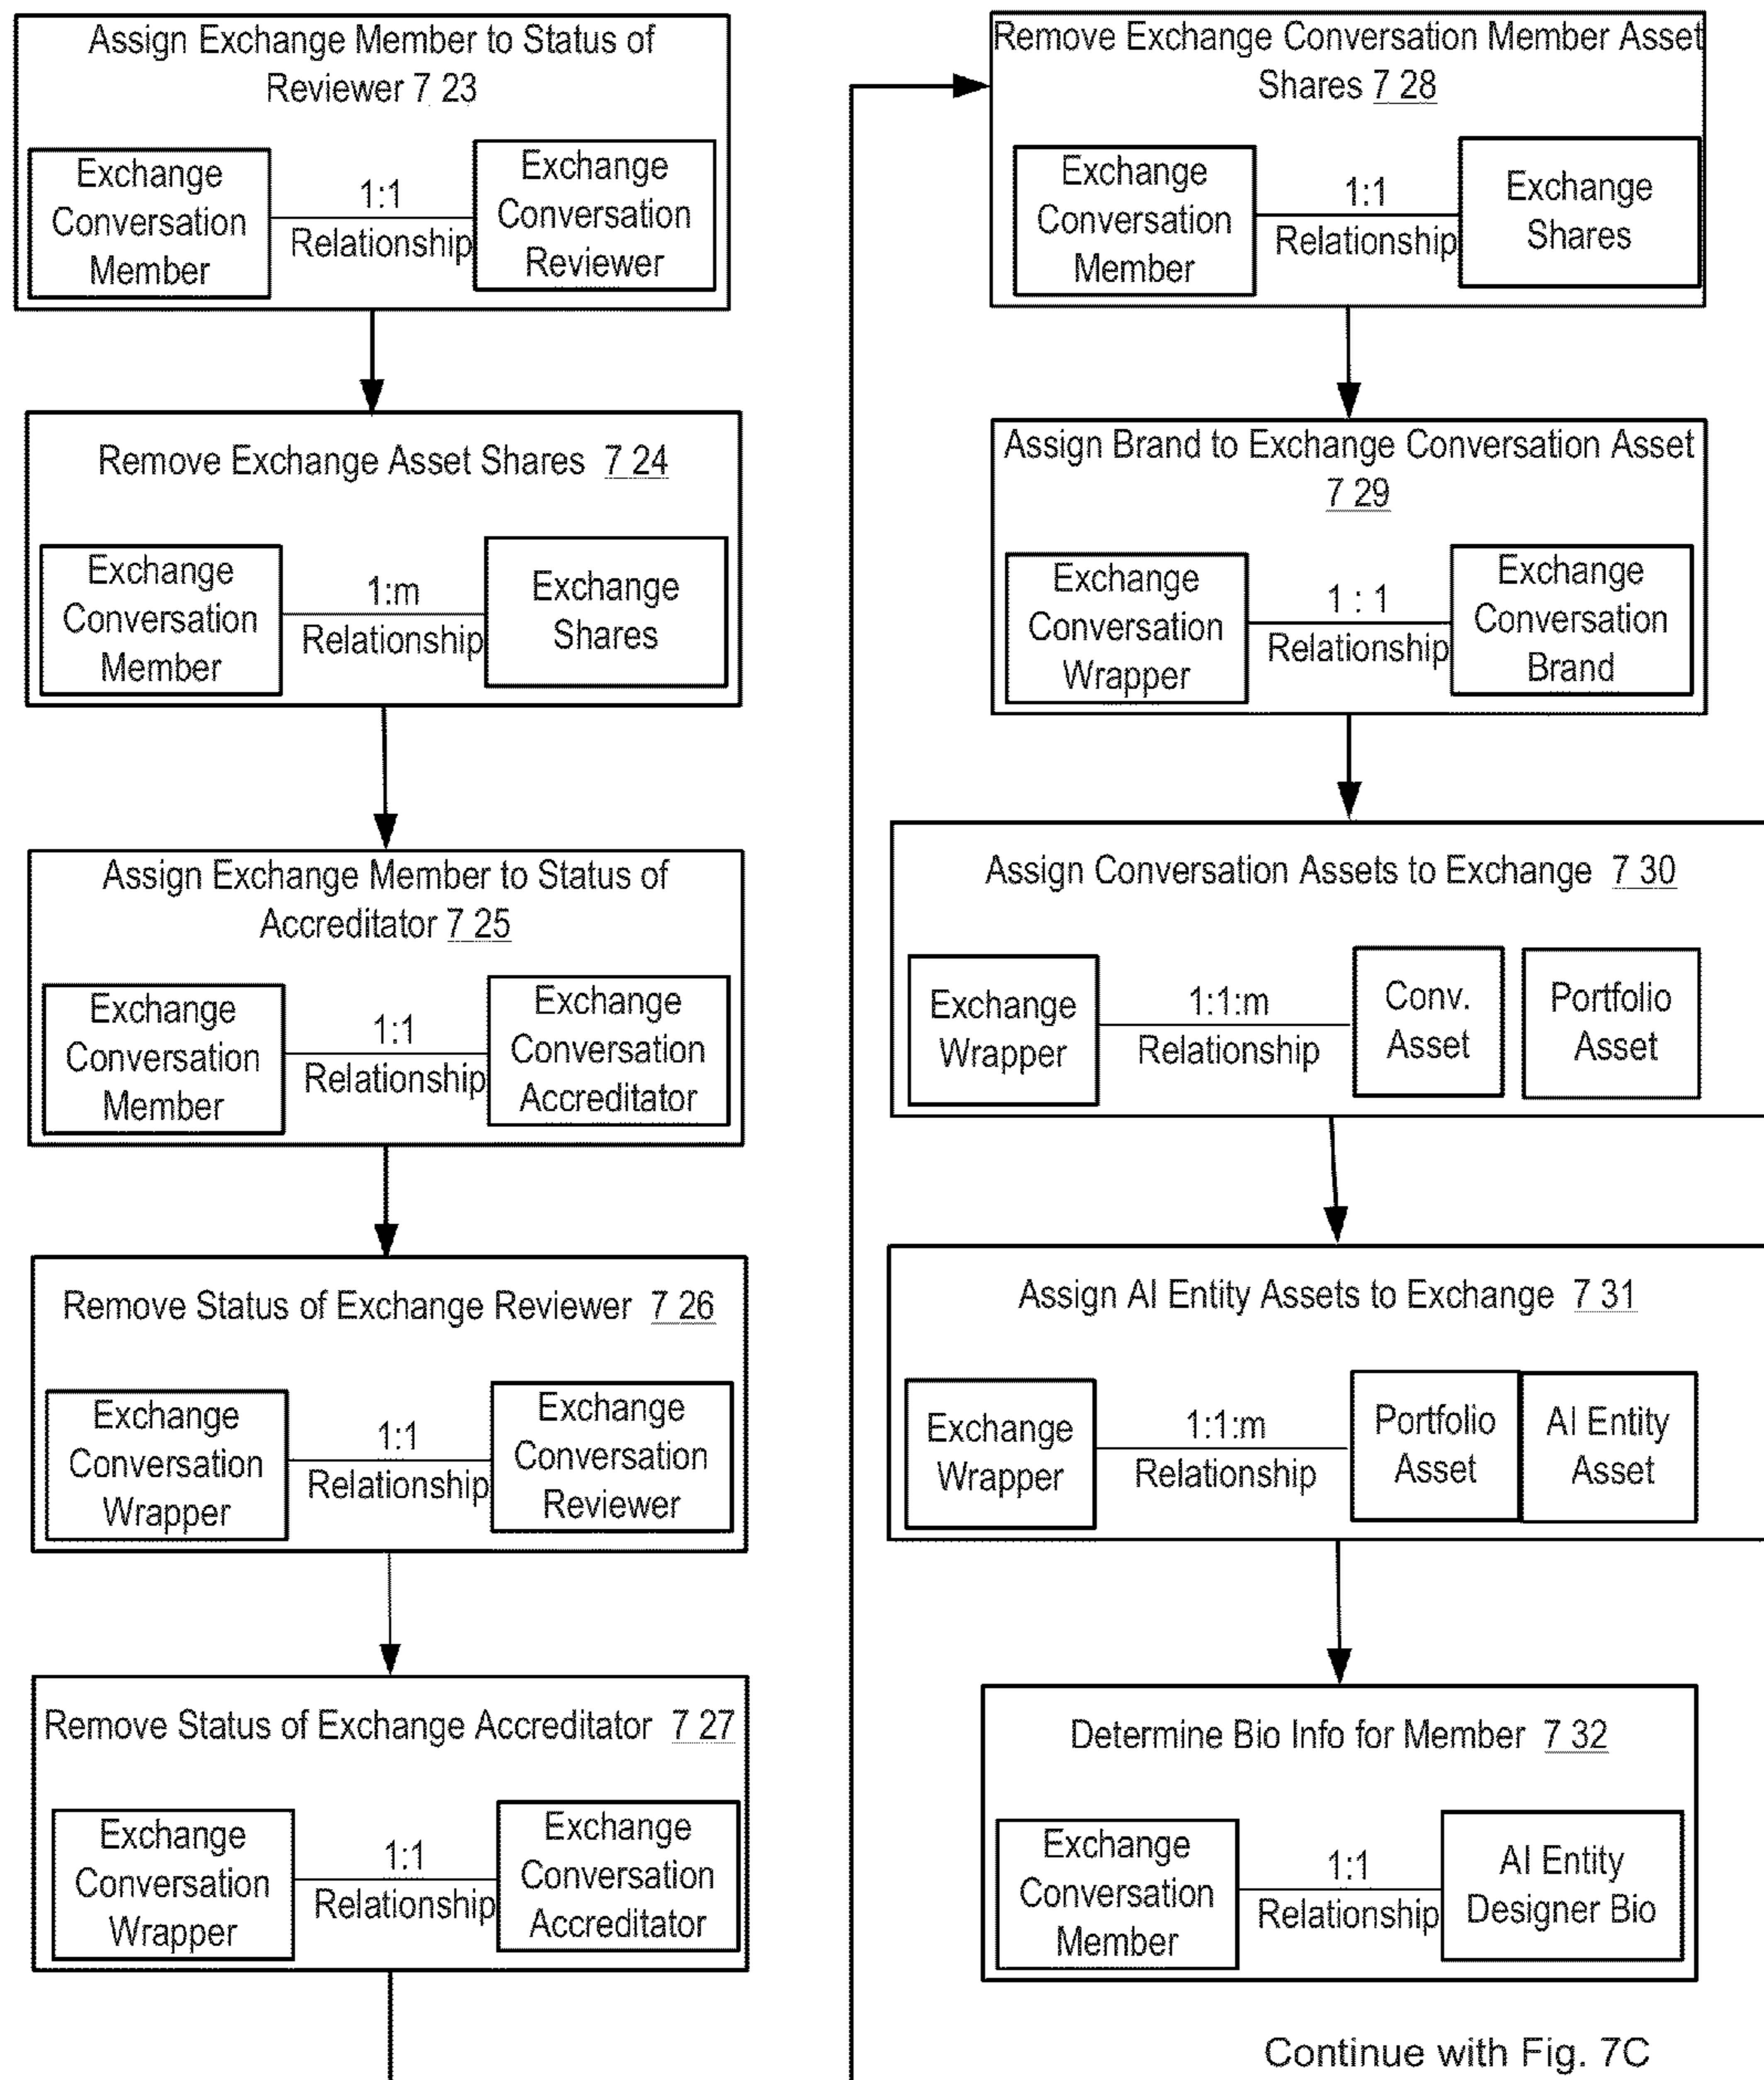 Assign Exchange Member to Status of
Reviewer 7 23
Exchange
Conversation
Member
1:1
Relationship
Exchange
Conversation
Reviewer
Remove Exchange Asset Shares 7 24
Exchange
Conversation
Member
1:m
Relationship
Exchange
Shares
Assign Exchange Member to Status of
Accreditator 7 25
Exchange
Conversation
Member
1:1
Relationship
Exchange
Conversation
Accreditator
Remove Status of Exchange Reviewer 7 26
Exchange
Conversation
Wrapper
1:1
Relationship
Exchange
Conversation
Reviewer
Remove Status of Exchange Accreditator 7 27
Exchange
Conversation
Wrapper
1:1
Relationship
Exchange
Conversation
Accreditator
Remove Exchange Conversation Member Asset
Shares 7 28
Exchange
Conversation
Member
1:1
Relationship
Exchange
Shares
Assign Brand to Exchange Conversation Asset
7 29
Exchange
Conversation
Wrapper
1 : 1
Relationship
Exchange
Conversation
Brand
Assign Conversation Assets to Exchange 7 30
Exchange
Wrapper
1:1:m
Relationship
Conv.
Asset
Portfolio
Asset
Assign AI Entity Assets to Exchange 7 31
Exchange
Wrapper
1:1:m
Relationship
Portfolio
Asset
AI Entity
Asset
Determine Bio Info for Member 7 32
Exchange
Conversation
Member
1:1
Relationship
AI Entity
Designer Bio
Continue with Fig. 7C